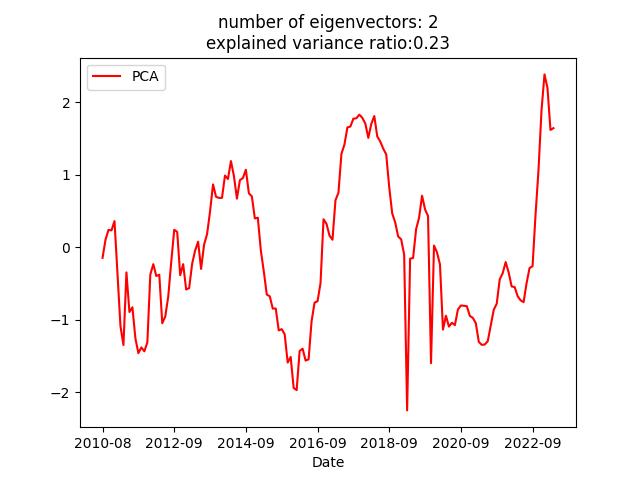 number of eigenvectors: 2
explained variance ratio:0.23
PCA
2
1
0
−1
−2
2010-08 2012-09 2014-09 2016-09 2018-09 2020-09 2022-09
Date